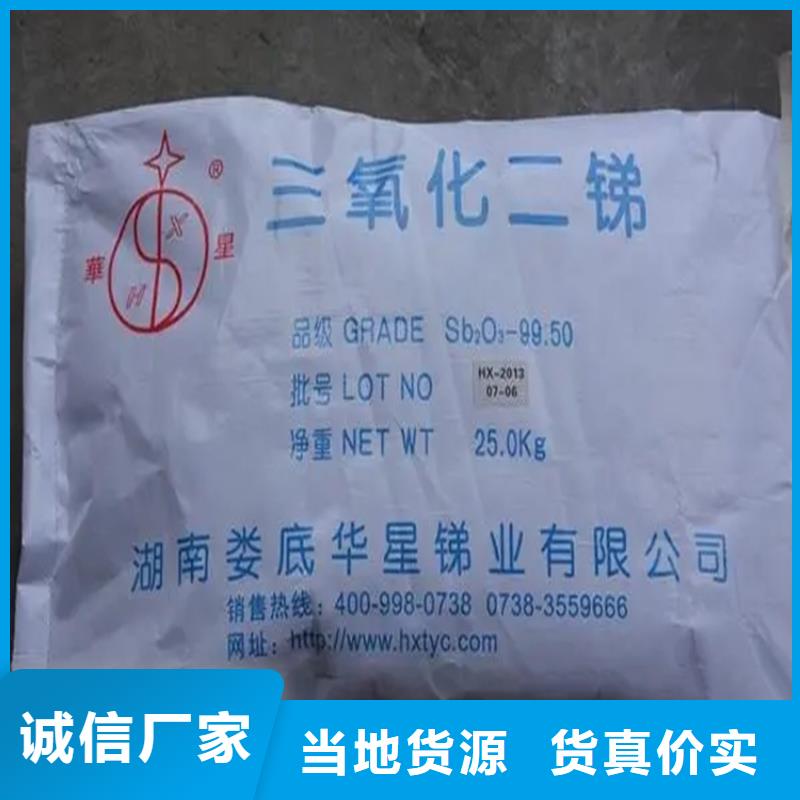 三氧化二锑
®
華 X H 星
品级 GRADE Sb₂O₃-99.50
批号 LOT NO HX-2013
07-06
净重 NET WT 25.0Kg
湖南娄底华星锑业有限公司
销售热线：400-998-0738 0738-3559666
网址：http://www.hxtyc.com
诚信厂家
当地货源 货真价实